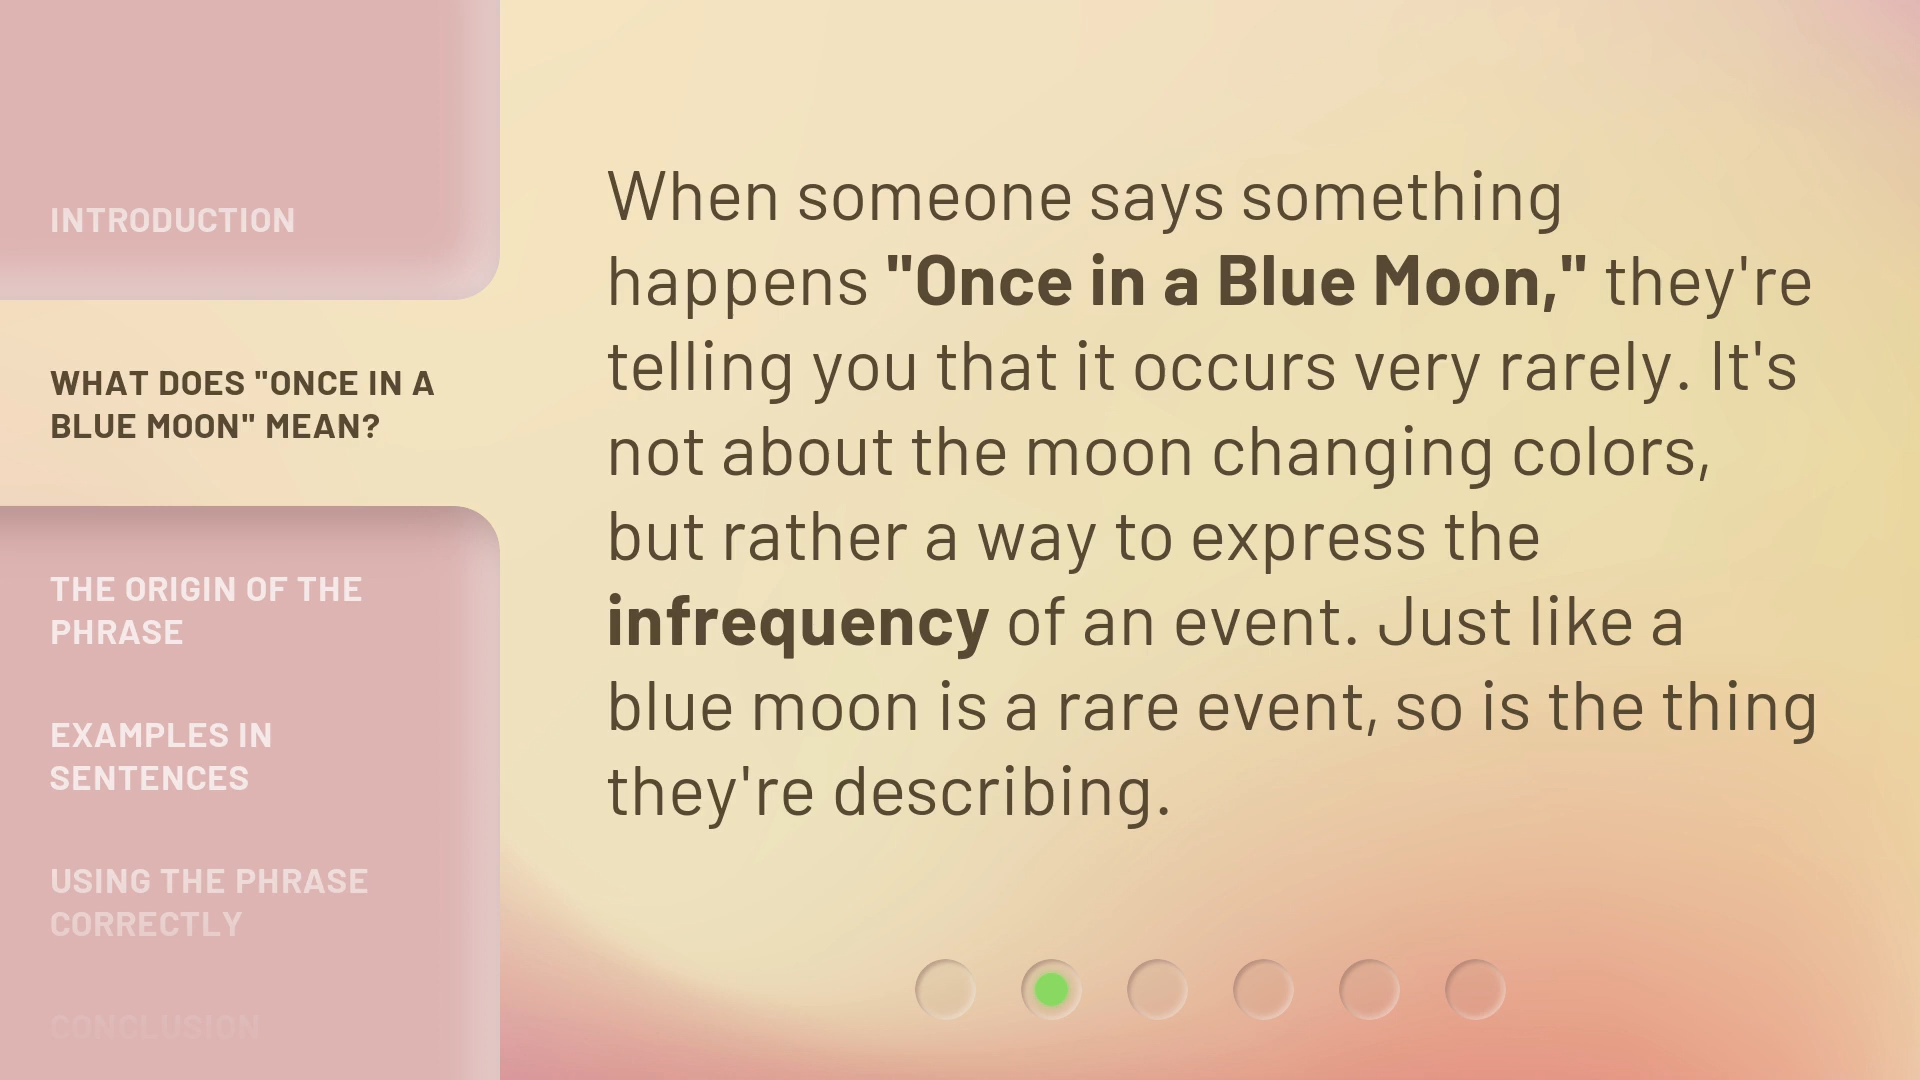 INTRODUCTION
WHAT DOES "ONCE IN A
BLUE MOON" MEAN?
THE ORIGIN OF THE
PHRASE
EXAMPLES IN
SENTENCES
USING THE PHRASE
CORRECTLY
CONCLUSION
When someone says something
happens "Once in a Blue Moon," they're
telling you that it occurs very rarely. It's
not about the moon changing colors,
but rather a way to express the
infrequency of an event. Just like a
blue moon is a rare event, so is the thing
they're describing.